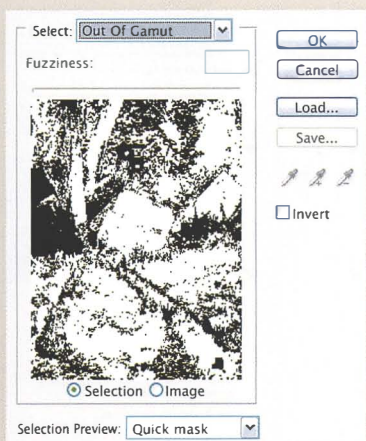 Select: Out Of Gamut
Fuzziness:
OK
Cancel
Load...
Save...
Invert
Selection Image
Selection Preview: Quick mask